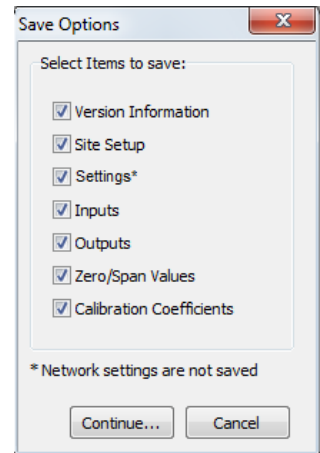 Save Options
Select Items to save:
Version Information
Site Setup
Settings*
Inputs
Outputs
Zero/Span Values
Calibration Coefficients
* Network settings are not saved
Continue...
Cancel